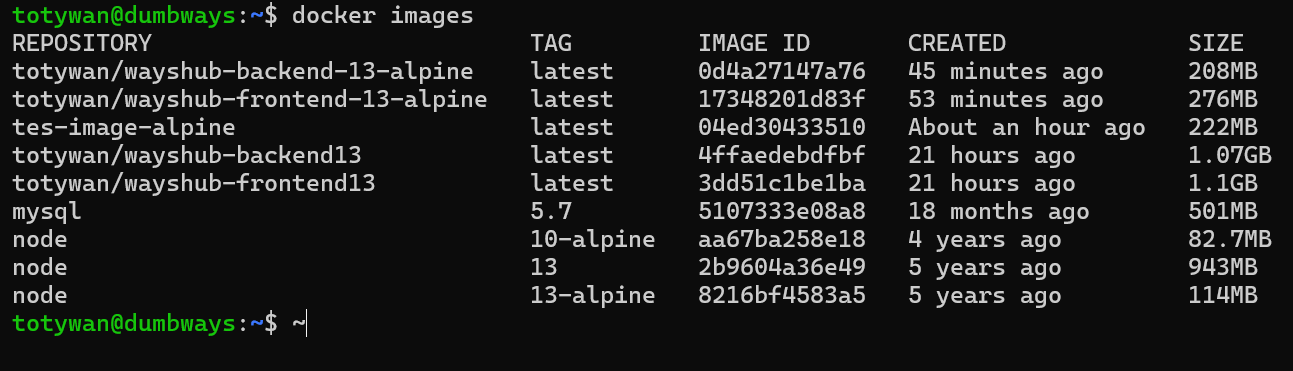 totywan@dumbways:~$ docker images
REPOSITORY                           TAG         IMAGE ID       CREATED             SIZE
totywan/wayshub-backend-13-alpine    latest      0d4a27147a76   45 minutes ago      208MB
totywan/wayshub-frontend-13-alpine   latest      17348201d83f   53 minutes ago      276MB
tes-image-alpine                     latest      04ed30433510   About an hour ago   222MB
totywan/wayshub-backend13            latest      4ffaedebdfbf   21 hours ago        1.07GB
totywan/wayshub-frontend13           latest      3dd51c1be1ba   21 hours ago        1.1GB
mysql                                5.7         5107333e08a8   18 months ago       501MB
node                                 10-alpine   aa67ba258e18   4 years ago         82.7MB
node                                 13          2b9604a36e49   5 years ago         943MB
node                                 13-alpine   8216bf4583a5   5 years ago         114MB
totywan@dumbways:~$ ~